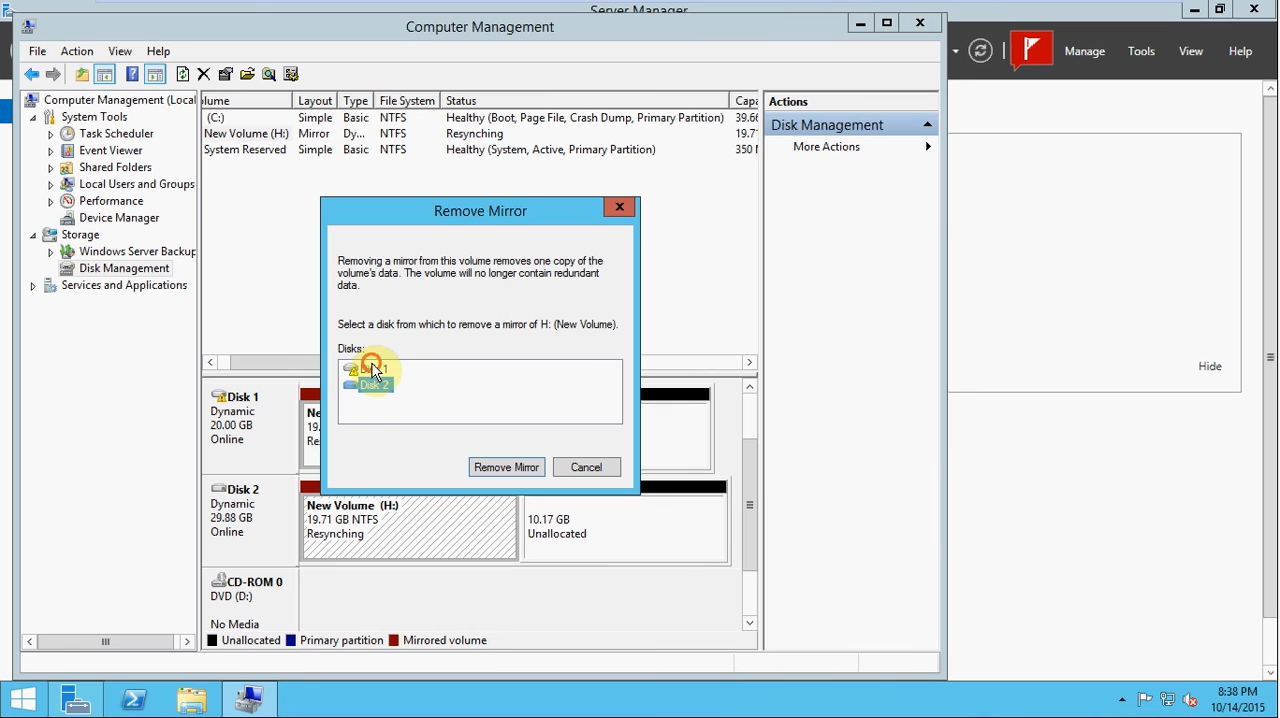 Server Manager
Computer Management
File Action View Help
Manage Tools View Help
Computer Management (Local
System Tools
Task Scheduler
Event Viewer
Shared Folders
Local Users and Groups
Performance
Device Manager
Storage
Windows Server Backup
Disk Management
Services and Applications
olume Layout Type File System Status Capa
(C:) Simple Basic NTFS Healthy (Boot, Page File, Crash Dump, Primary Partition) 39.66
New Volume (H:) Mirror Dy... NTFS Resynching 19.71
System Reserved Simple Basic NTFS Healthy (System, Active, Primary Partition) 350 M
Actions
Disk Management
More Actions
Hide
Remove Mirror
Removing a mirror from this volume removes one copy of the
volume's data. The volume will no longer contain redundant
data.
Select a disk from which to remove a mirror of H: (New Volume).
Disks:
Disk 2
Remove Mirror Cancel
Disk 1
Dynamic
20.00 GB
Online
Ne
19.
Re
Disk 2
Dynamic
29.88 GB
Online
New Volume (H:)
19.71 GB NTFS
Resynching
10.17 GB
Unallocated
CD-ROM 0
DVD (D:)
No Media
Unallocated Primary partition Mirrored volume
8:38 PM
10/14/2015